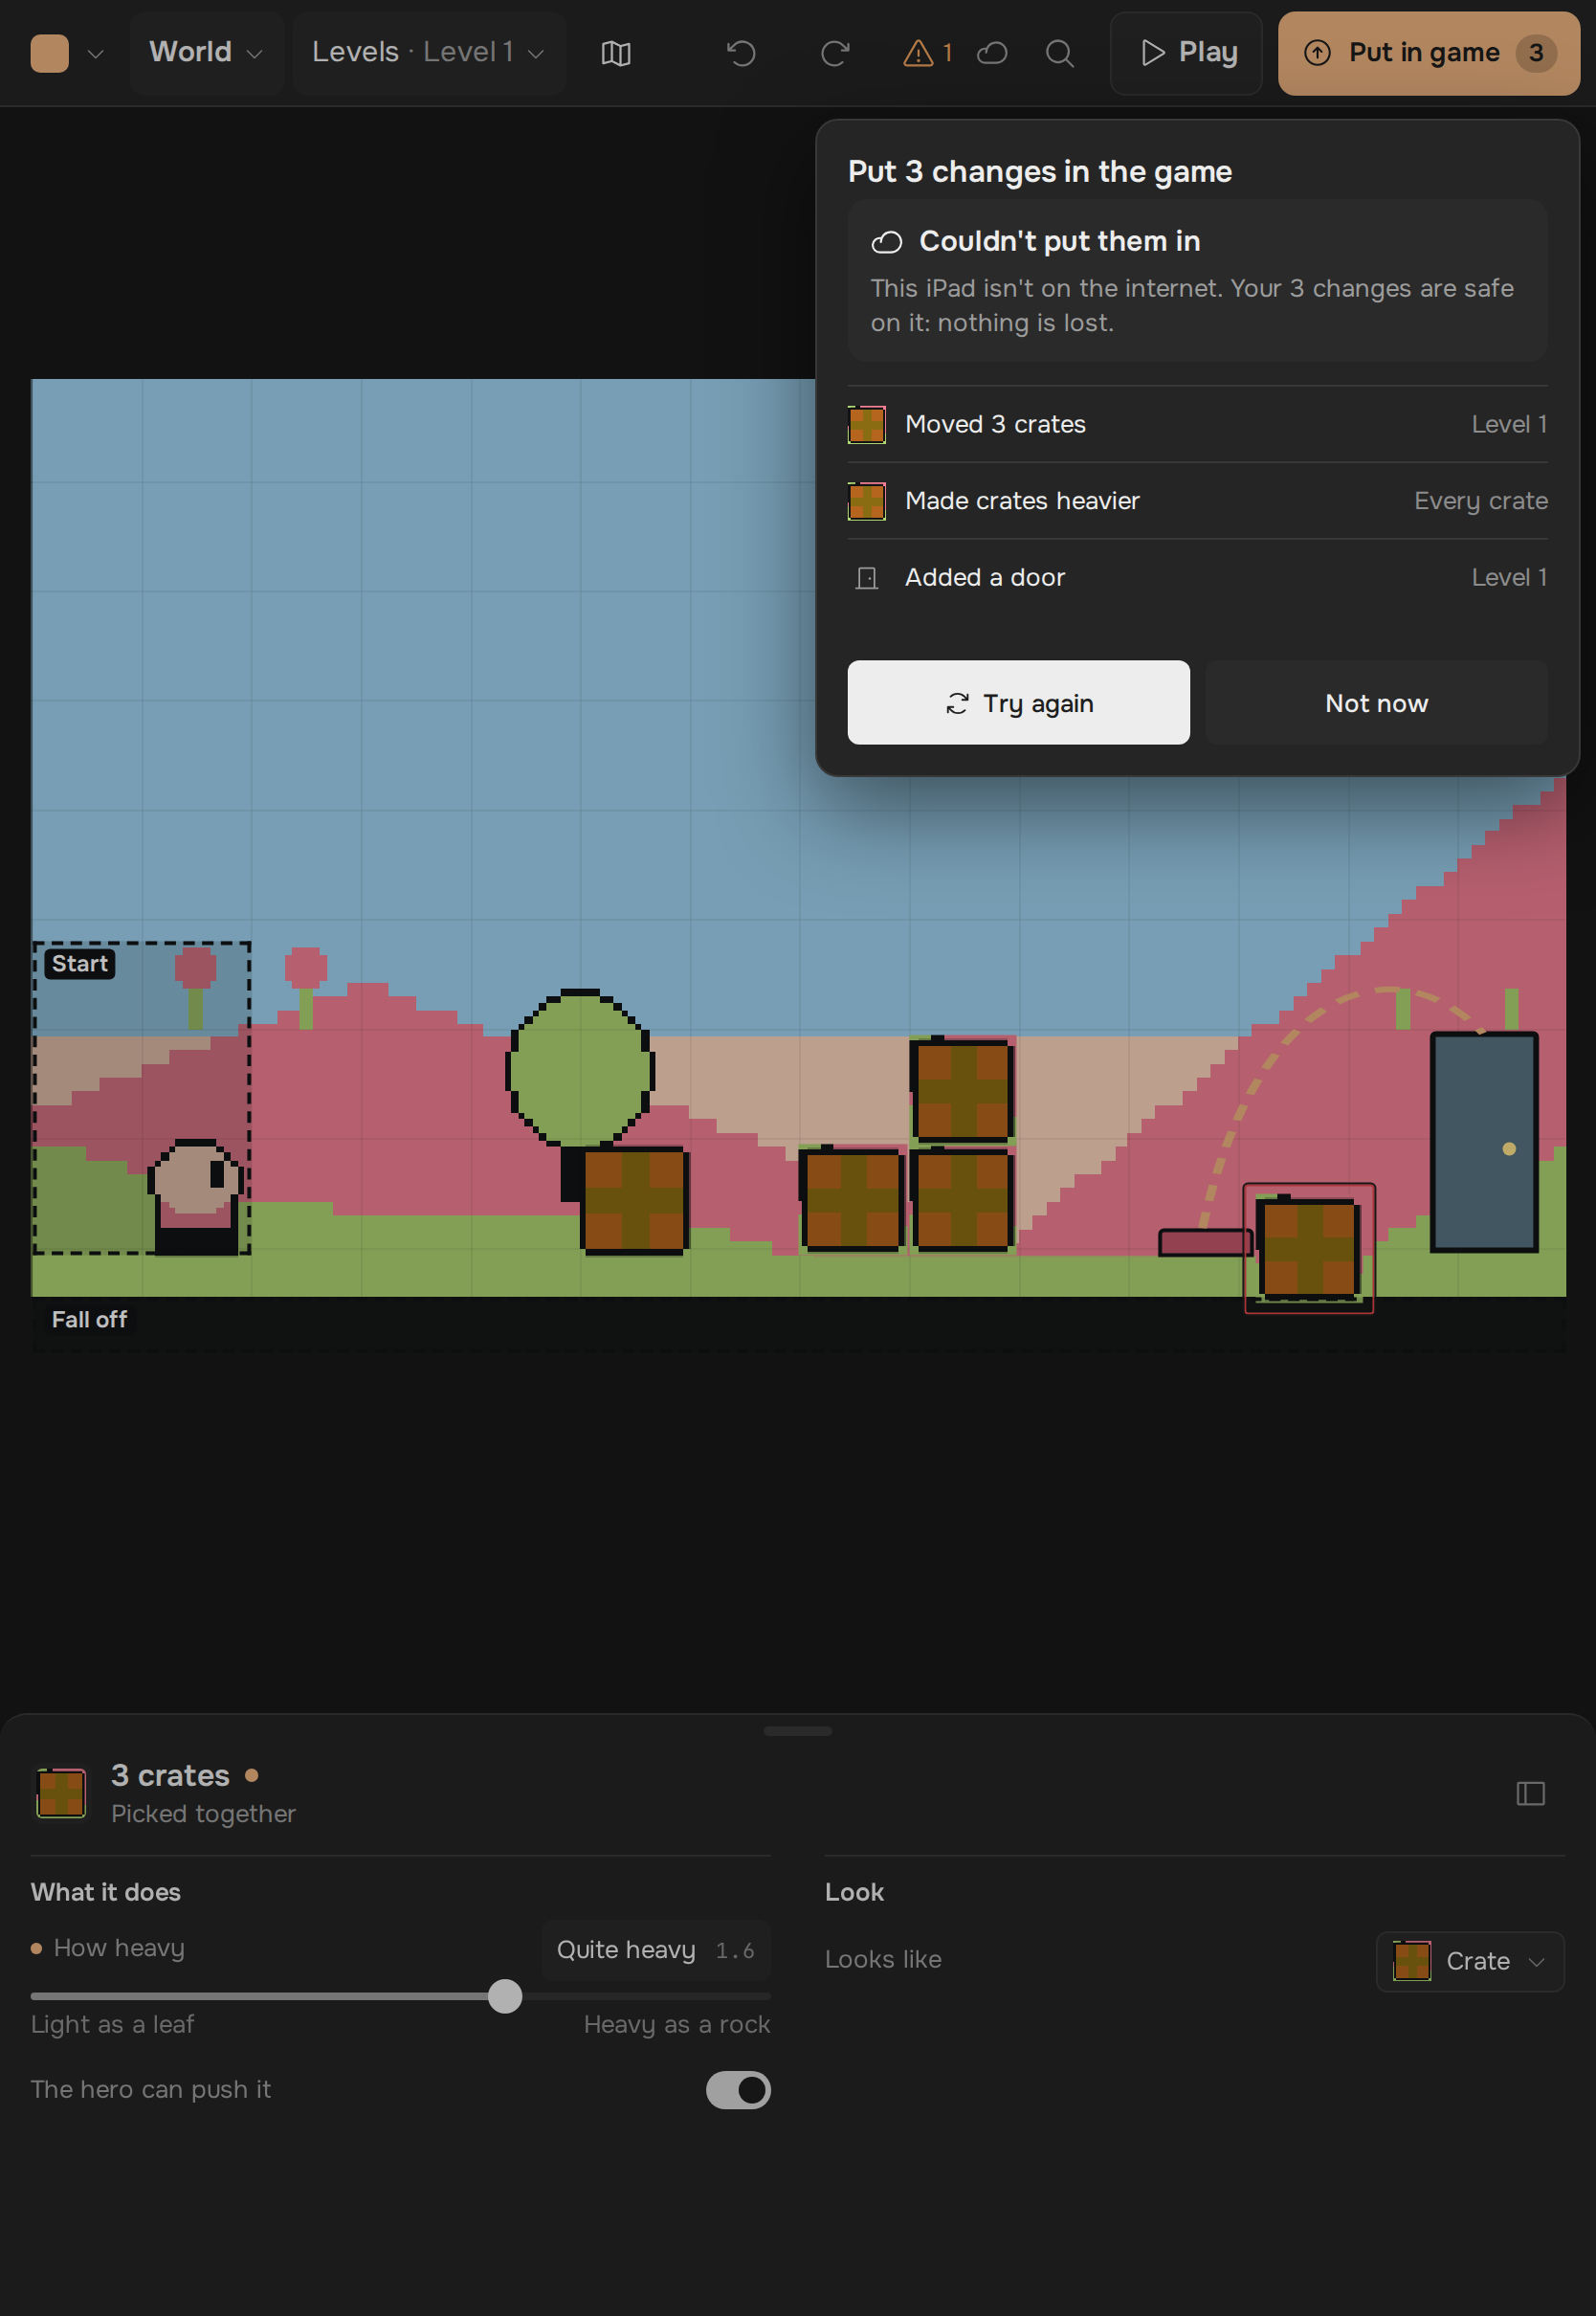 World
Levels · Level 1
1
Play
Put in game 3
Put 3 changes in the game
Couldn't put them in
This iPad isn't on the internet. Your 3 changes are safe
on it: nothing is lost.
Moved 3 crates Level 1
Made crates heavier Every crate
Added a door Level 1
Try again
Not now
Start
Fall off
3 crates
Picked together
What it does
How heavy
Quite heavy 1.6
Light as a leaf
Heavy as a rock
The hero can push it
Look
Looks like
Crate